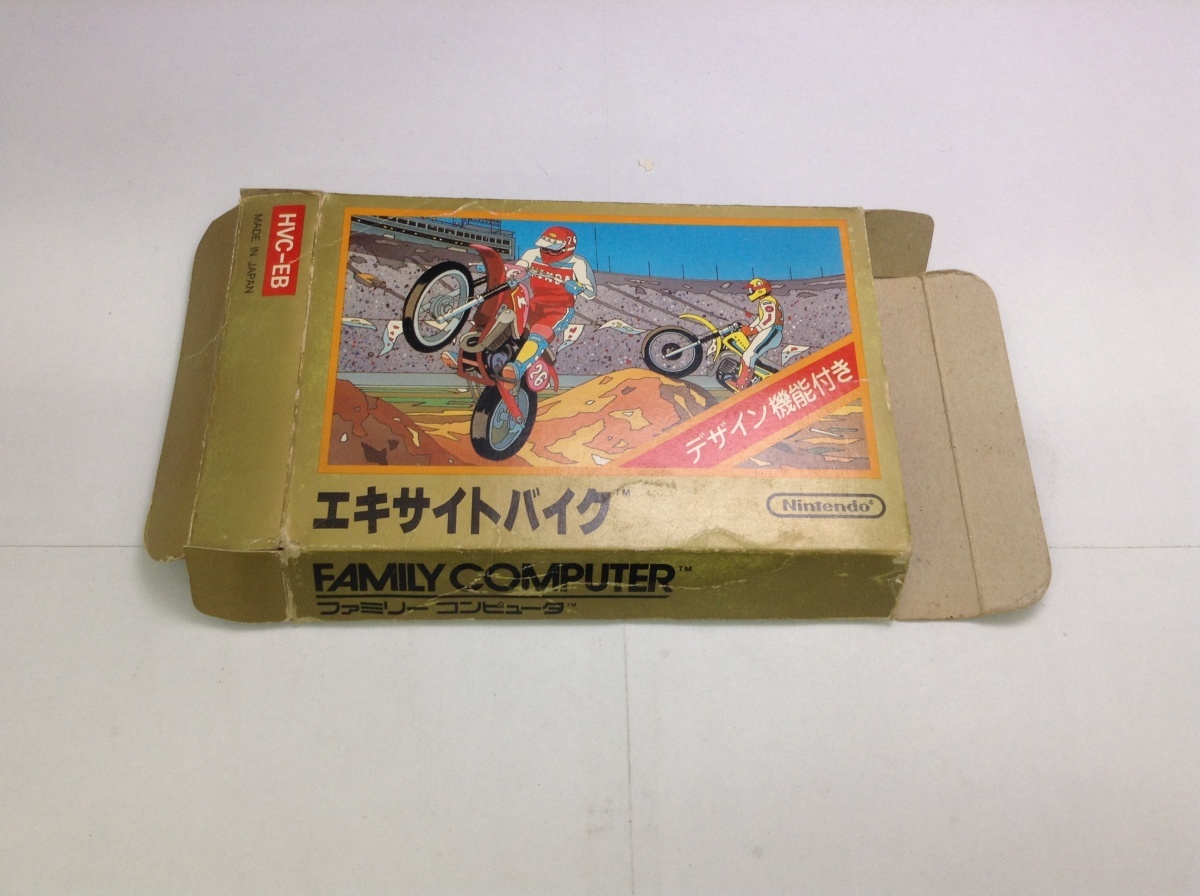 HVC-EB
MADE IN JAPAN
26
デザイン機能付き
エキサイトバイク™
Nintendo®
FAMILY COMPUTER™
ファミリー コンピュータ™